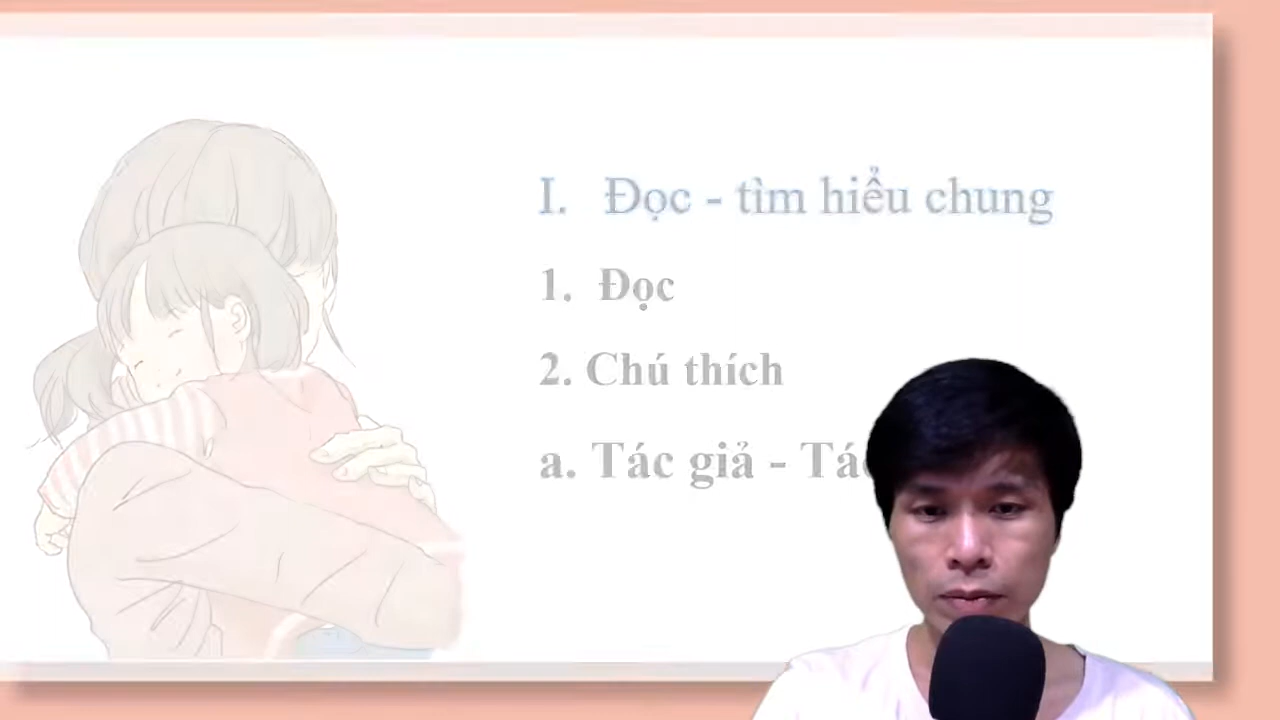 I. Đọc - tìm hiểu chung
1. Đọc
2. Chú thích
a. Tác giả -